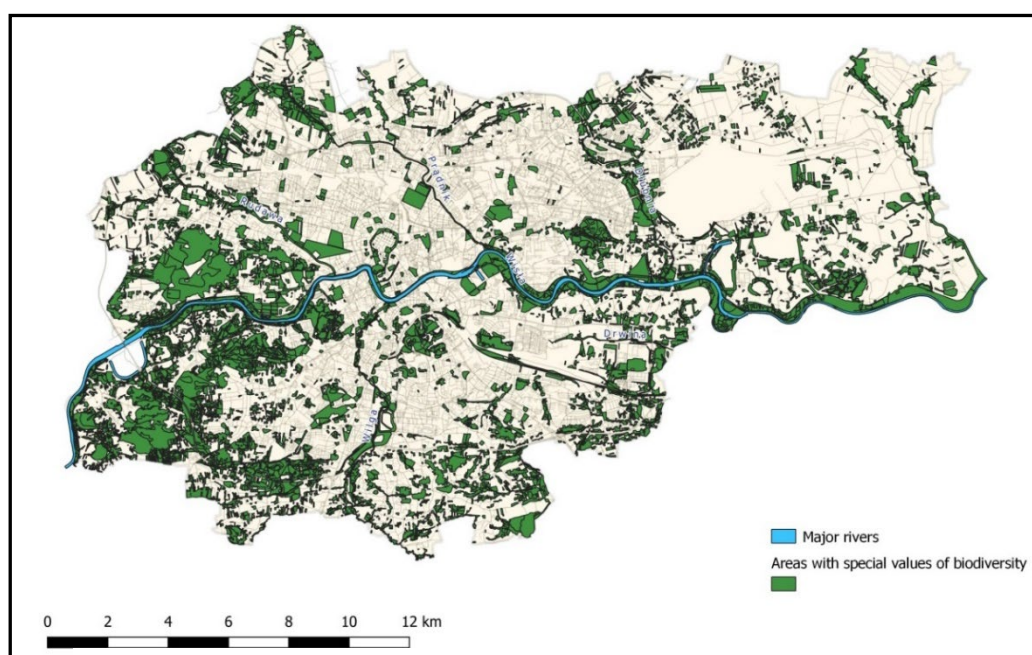 Prądnik
Rudawa
Wisła
Drwina
Wilga
Major rivers
Areas with special values of biodiversity
0 2 4 6 8 10 12 km